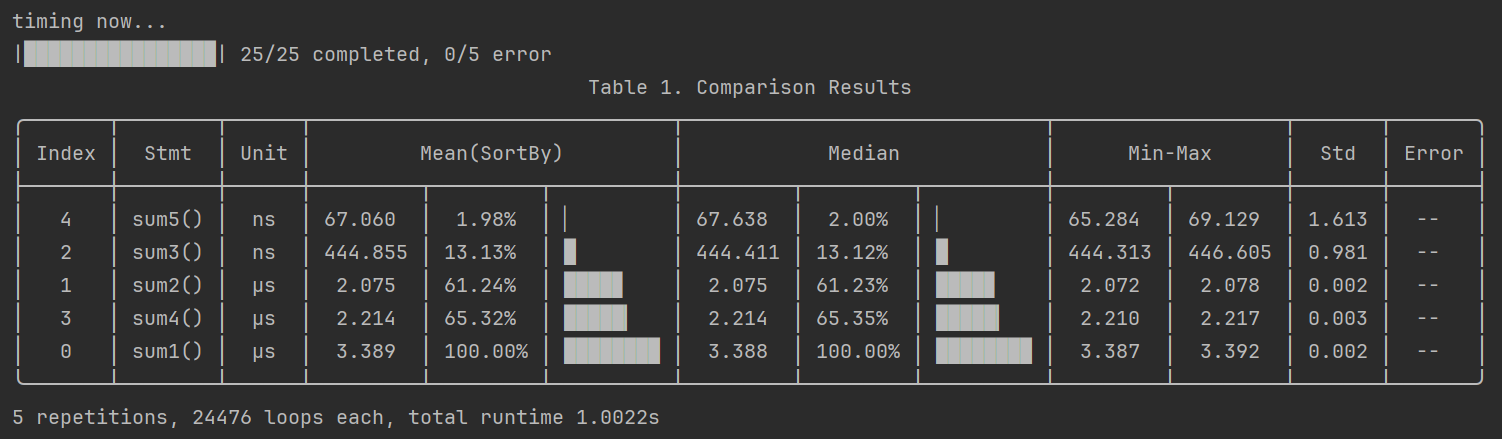 timing now...
25/25 completed, 0/5 error
Table 1. Comparison Results
Index Stmt Unit Mean(SortBy) Median Min-Max Std Error
4 sum5() ns 67.060 1.98% 67.638 2.00% 65.284 69.129 1.613 --
2 sum3() ns 444.855 13.13% 444.411 13.12% 444.313 446.605 0.981 --
1 sum2() µs 2.075 61.24% 2.075 61.23% 2.072 2.078 0.002 --
3 sum4() µs 2.214 65.32% 2.214 65.35% 2.210 2.217 0.003 --
0 sum1() µs 3.389 100.00% 3.388 100.00% 3.387 3.392 0.002 --
5 repetitions, 24476 loops each, total runtime 1.0022s